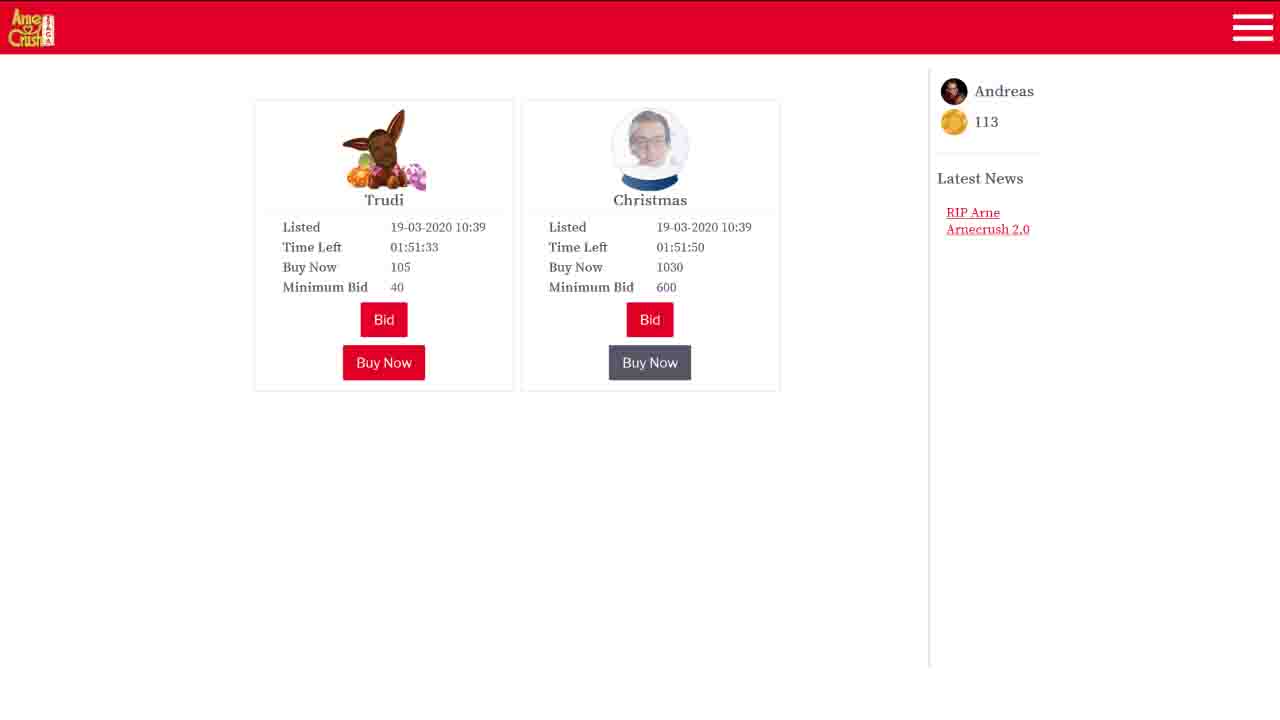 Arne
Crush
SAGA
Trudi
Listed 19-03-2020 10:39
Time Left 01:51:33
Buy Now 105
Minimum Bid 40
Bid
Buy Now
Christmas
Listed 19-03-2020 10:39
Time Left 01:51:50
Buy Now 1030
Minimum Bid 600
Bid
Buy Now
Andreas
113
Latest News
RIP Arne
Arnecrush 2.0